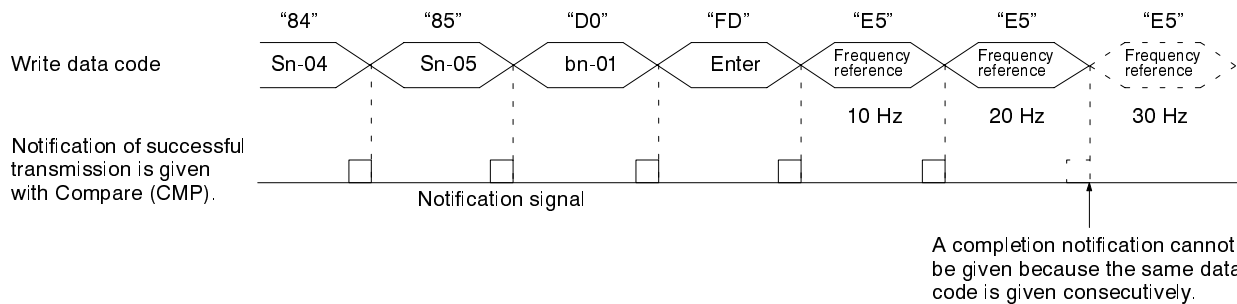 “84” “85” “D0” “FD” “E5” “E5” “E5”
Write data code
Sn-04 Sn-05 bn-01 Enter Frequency reference Frequency reference Frequency reference
10 Hz 20 Hz 30 Hz
Notification of successful
transmission is given
with Compare (CMP).
Notification signal
A completion notification cannot
be given because the same data
code is given consecutively.